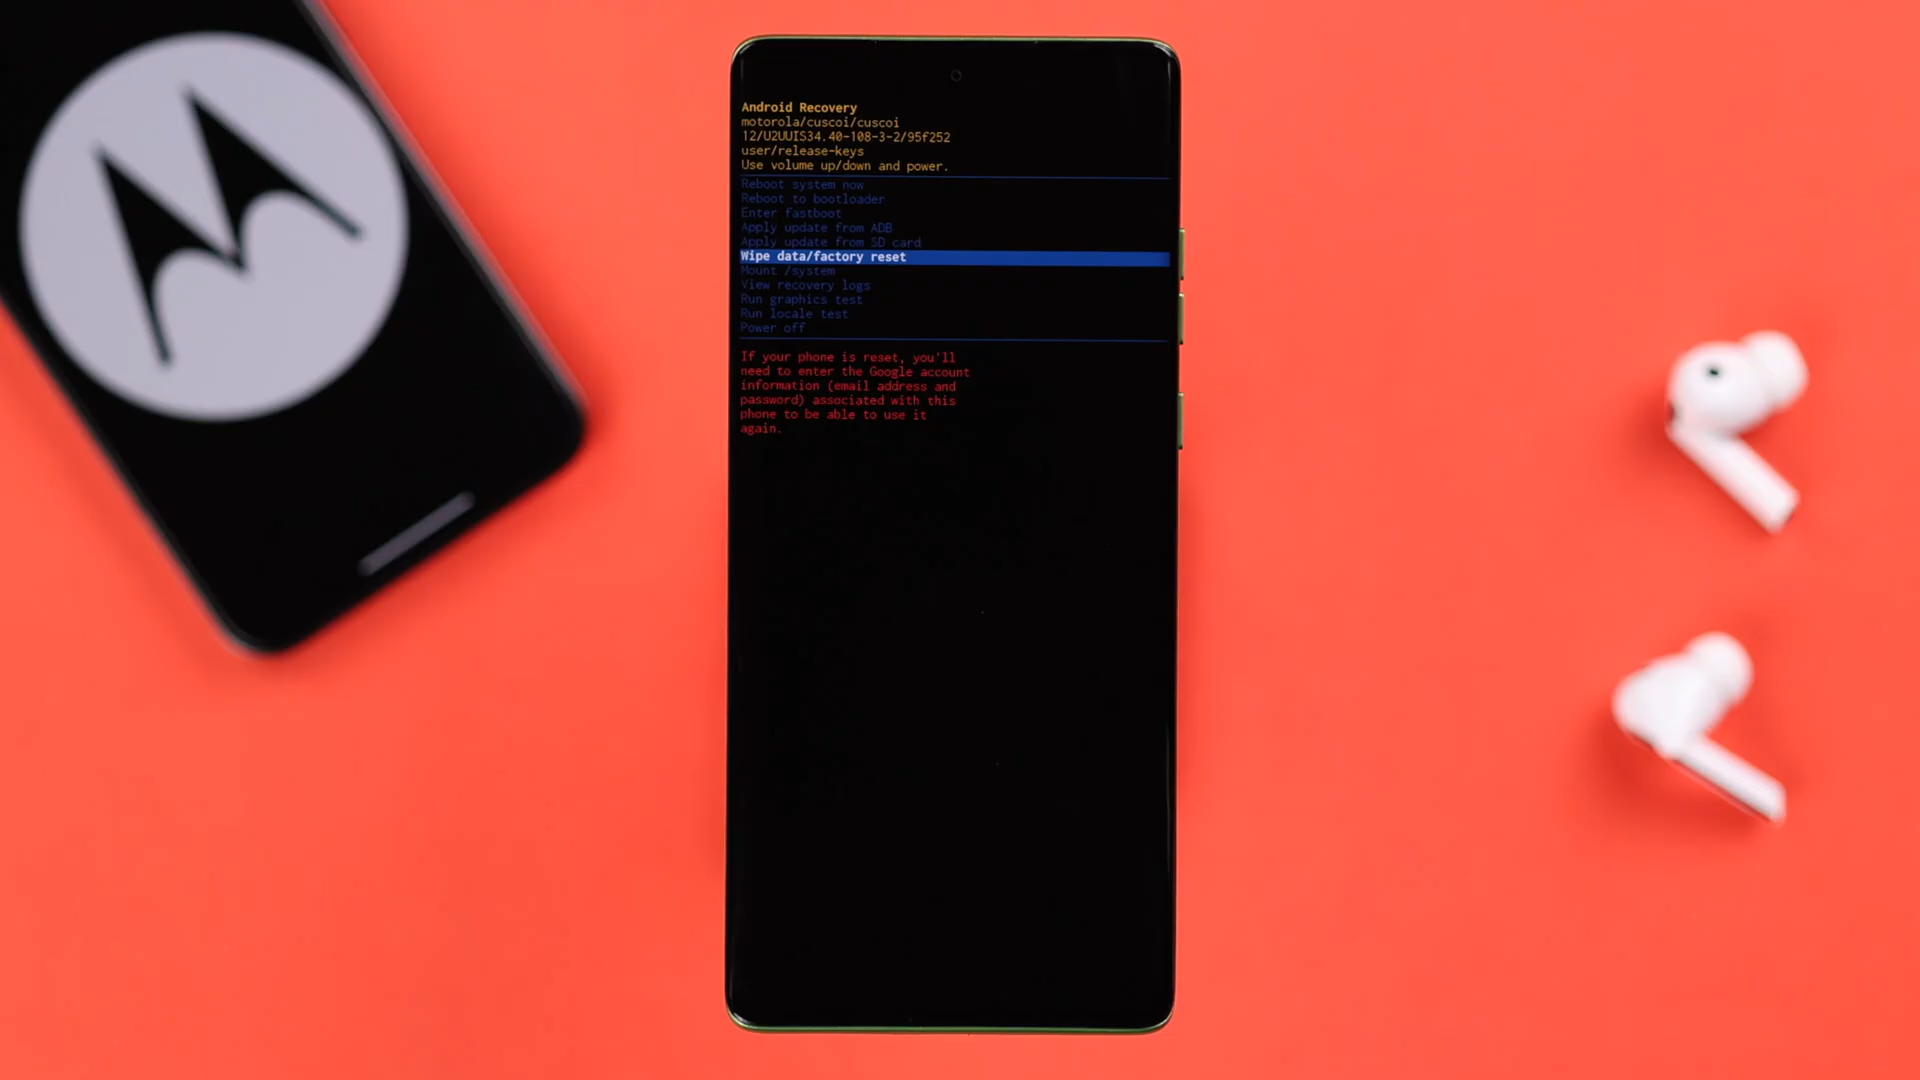 Android Recovery
motorola/cuscoi/cuscoi
12/U2UUIS34.40-108-3-2/95f252
user/release-keys
Use volume up/down and power.
Reboot system now
Reboot to bootloader
Enter fastboot
Apply update from ADB
Apply update from SD card
Wipe data/factory reset
Mount /system
View recovery logs
Run graphics test
Run locale test
Power off
If your phone is reset, you'll
need to enter the Google account
information (email address and
password) associated with this
phone to be able to use it
again.